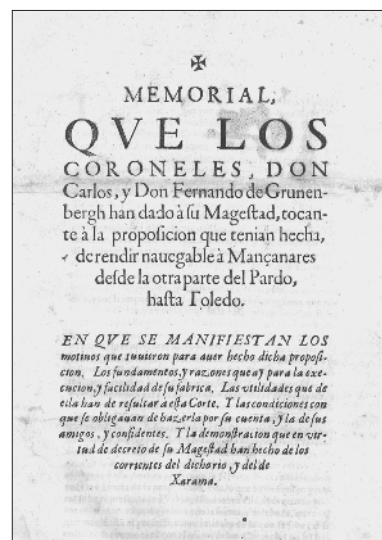 ✠
MEMORIAL,
QVE LOS
CORONELES, DON
Carlos, y Don Fernando de Grunen-
bergh han dado à ſu Mageſtad, tocan-
te à la propoſicion que tenian hecha,
de rendir nauegable à Mançanares
deſde la otra parte del Pardo,
haſta Toledo.
EN QVE SE MANIFIESTAN LOS
motiuos que tuuieron para auer hecho dicha propoſi-
cion. Los fundamentos, y razones que ay para la exe-
cucion, y facilidad de ſu fabrica. Las vtilidades que de
ella han de reſultar a eſta Corte. Y las condiciones con
que ſe obligauan de hazerla por ſu cuenta, y la de ſus
amigos, y confidentes. Y la demonſtracion que en vir-
tud de decreto de ſu Mageſtad han hecho de los
corrientes del dicho rio, y del de
Xarama.